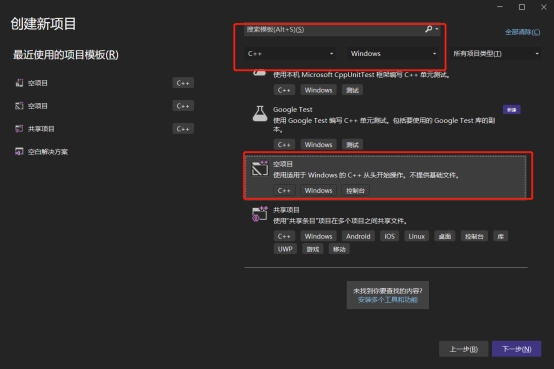 创建新项目
最近使用的项目模板(R)
空项目 C++
空项目 C++
共享项目 C++
空白解决方案
搜索模板(Alt+S)(S)
全部清除(C)
C++ Windows 所有项目类型(T)
使用本机 Microsoft CppUnitTest 框架编写 C++ 单元测试。
C++ Windows 测试
Google Test 新建
使用 Google Test 编写 C++ 单元测试。包括要使用的 Google Test 库的副
本。
C++ Windows 测试
空项目
使用适用于 Windows 的 C++ 从头开始操作。不提供基础文件。
C++ Windows 控制台
共享项目
使用“共享条目”项目在多个项目之间共享文件。
C++ Windows Android iOS Linux 桌面 控制台 库
UWP 游戏 移动
未找到你要查找的内容?
安装多个工具和功能
上一步(B) 下一步(N)